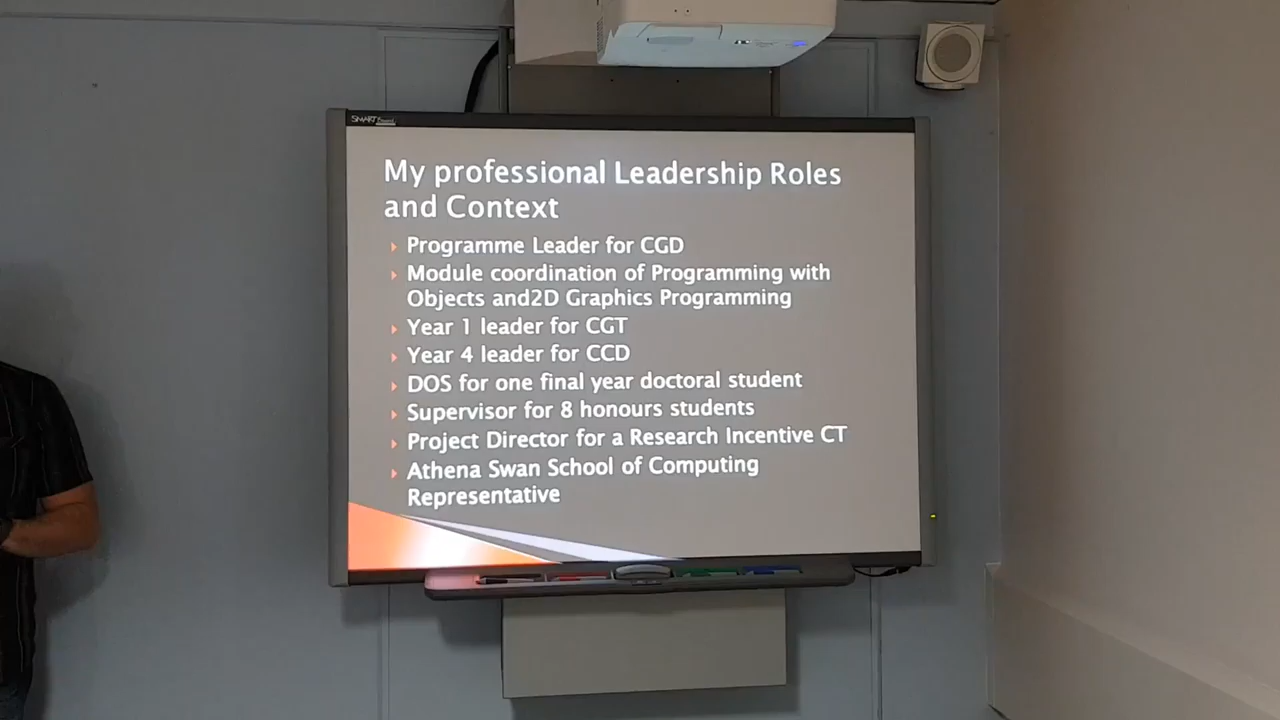 SMART Board
My professional Leadership Roles
and Context
Programme Leader for CGD
Module coordination of Programming with
Objects and2D Graphics Programming
Year 1 leader for CGT
Year 4 leader for CCD
DOS for one final year doctoral student
Supervisor for 8 honours students
Project Director for a Research Incentive CT
Athena Swan School of Computing
Representative